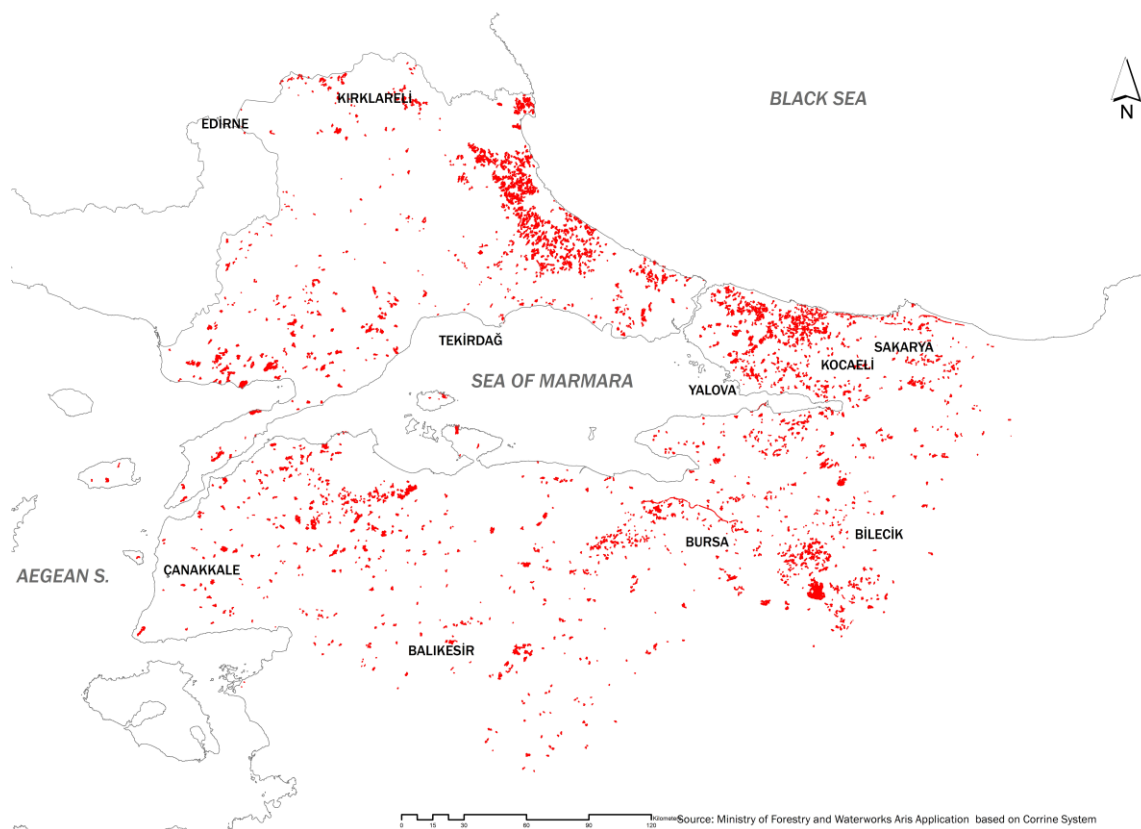 BLACK SEA
N
KIRKLARELİ
EDİRNE
TEKİRDAĞ
SAKARYA
KOCAELİ
SEA OF MARMARA
YALOVA
BİLECİK
BURSA
ÇANAKKALE
AEGEAN S.
BALIKESİR
0 15 30 60 90 120 Kilometers
Source: Ministry of Forestry and Waterworks Aris Application based on Corrine System